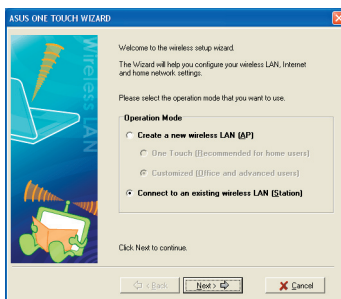 ASUS ONE TOUCH WIZARD
Wireless LAN
Welcome to the wireless setup wizard.
The Wizard will help you configure your wireless LAN, Internet
and home network settings.
Please select the operation mode that you want to use.
Operation Mode
Create a new wireless LAN (AP)
One Touch (Recommended for home users)
Customized (Office and advanced users)
Connect to an existing wireless LAN (Station)
Click Next to continue.
< Back
Next >
Cancel